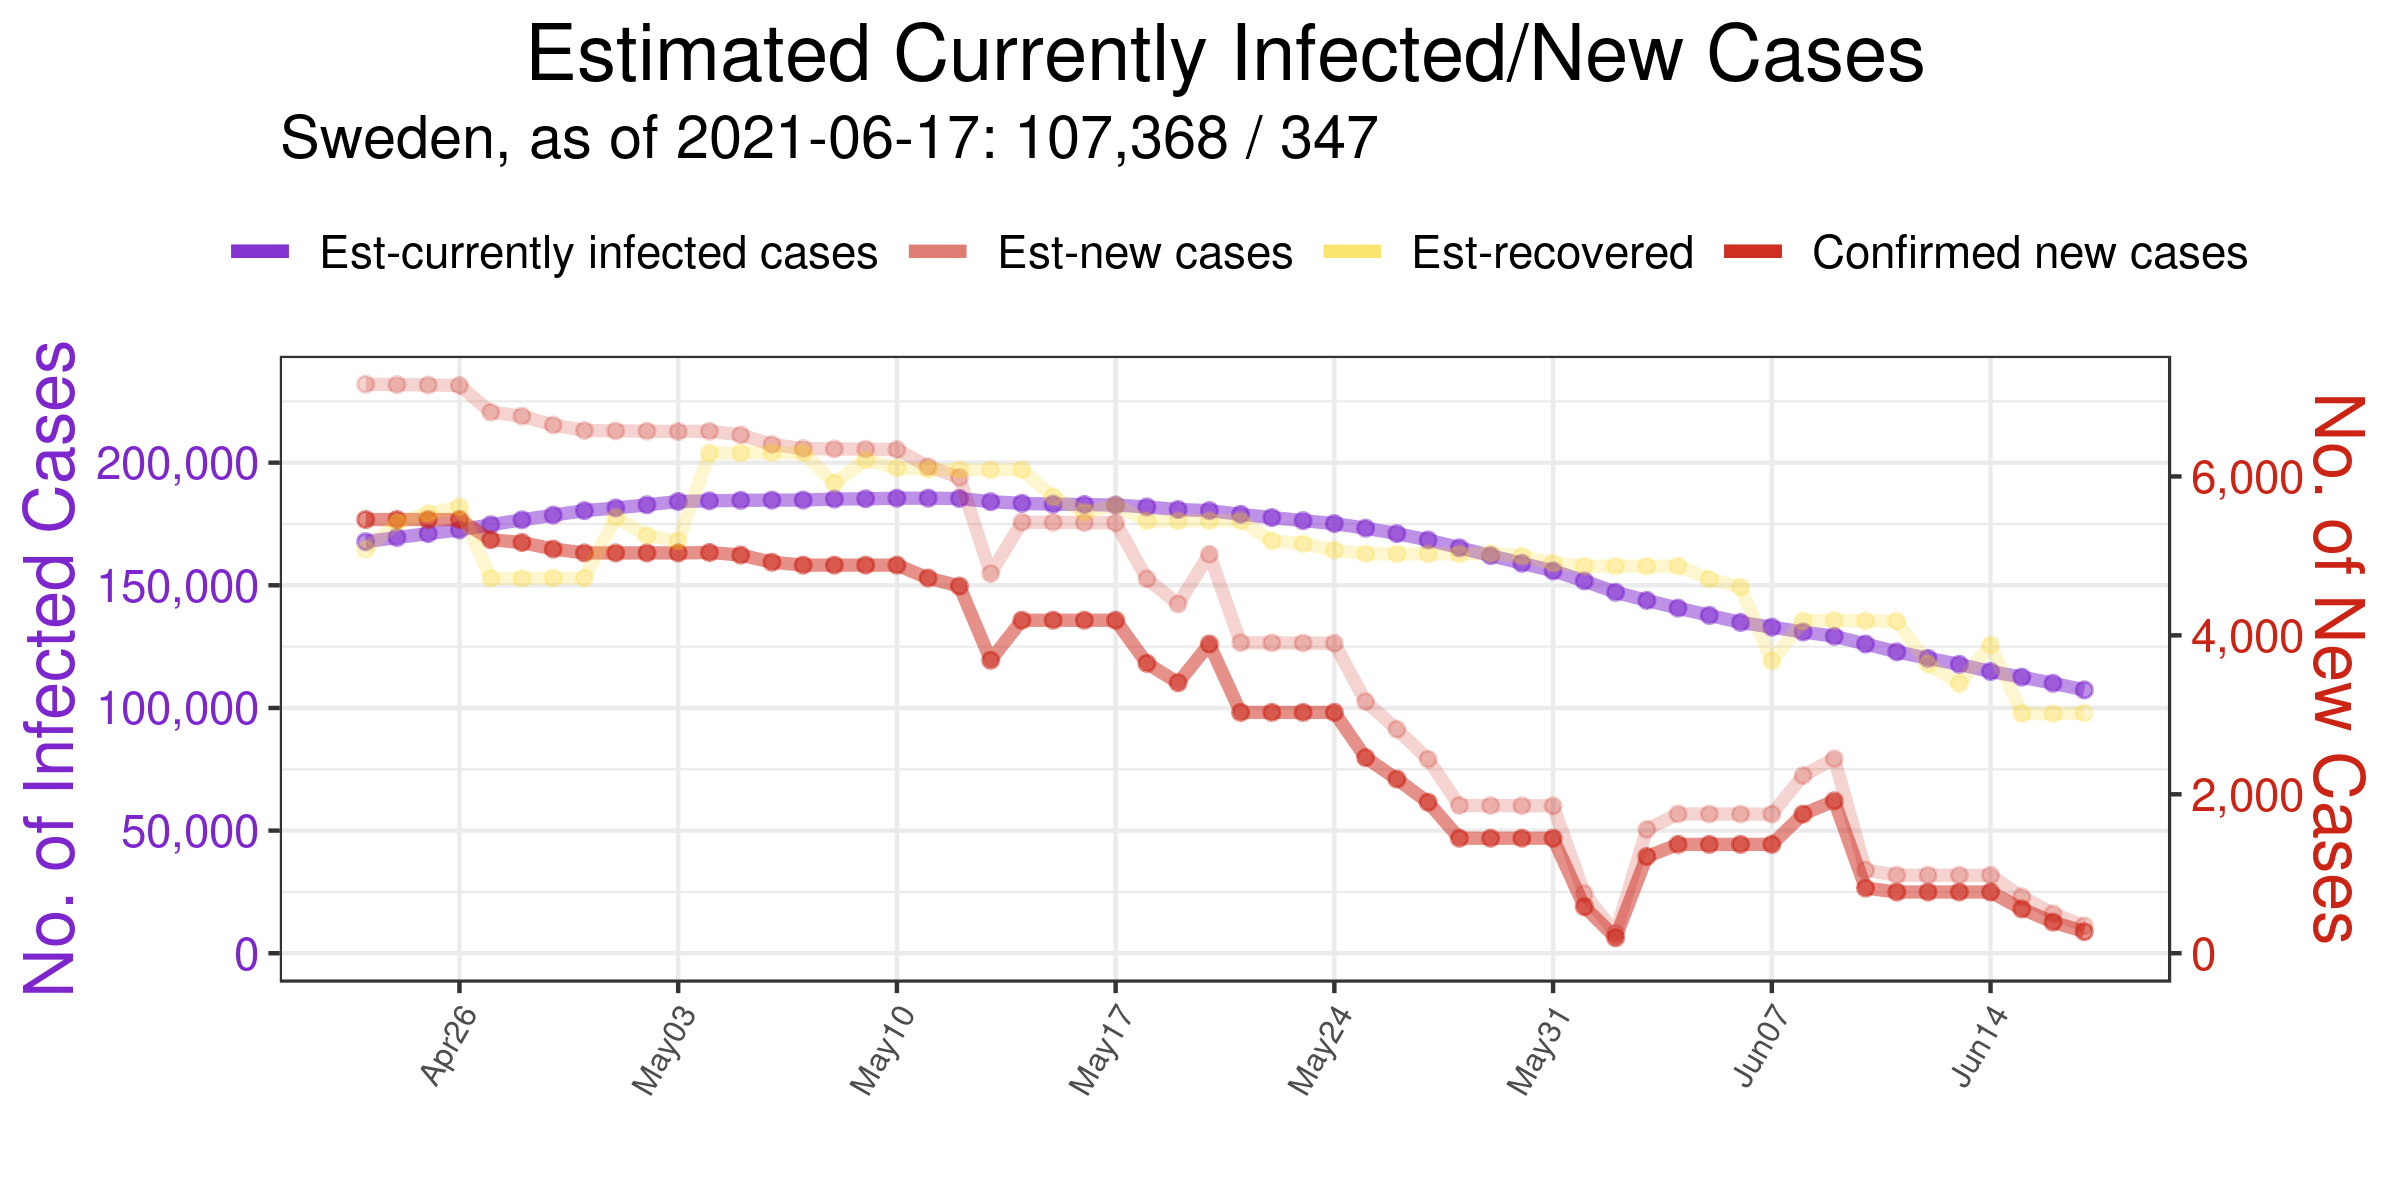 Estimated Currently Infected/New Cases
Sweden, as of 2021-06-17: 107,368 / 347
Est-currently infected cases Est-new cases Est-recovered Confirmed new cases
No. of Infected Cases
200,000
150,000
100,000
50,000
0
6,000
4,000
2,000
0
No. of New Cases
Apr26 May03 May10 May17 May24 May31 Jun07 Jun14